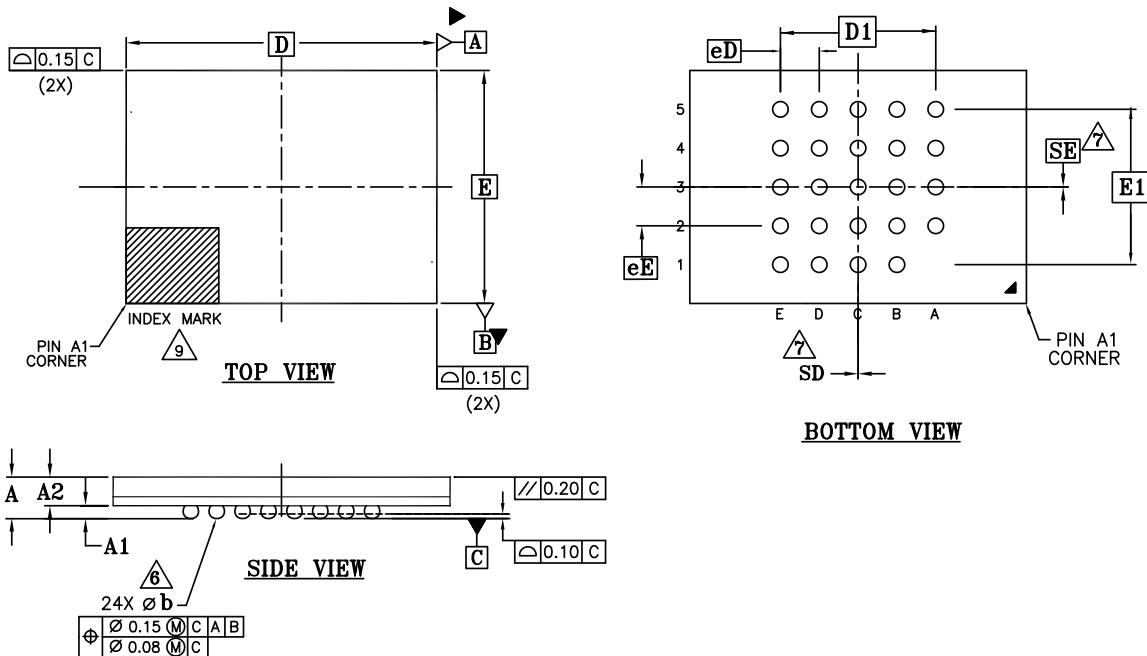 ⌓ 0.15 C
(2X)
D
A
E
INDEX MARK
9
PIN A1
CORNER
TOP VIEW
B
⌓ 0.15 C
(2X)
D1
eD
5
4
3
2
1
SE
7
E1
eE
E D C B A
7
SD
PIN A1
CORNER
BOTTOM VIEW
A
A2
A1
// 0.20 C
C
⌓ 0.10 C
SIDE VIEW
6
24X Ø b
⌖ Ø 0.15 Ⓜ C A B
Ø 0.08 Ⓜ C